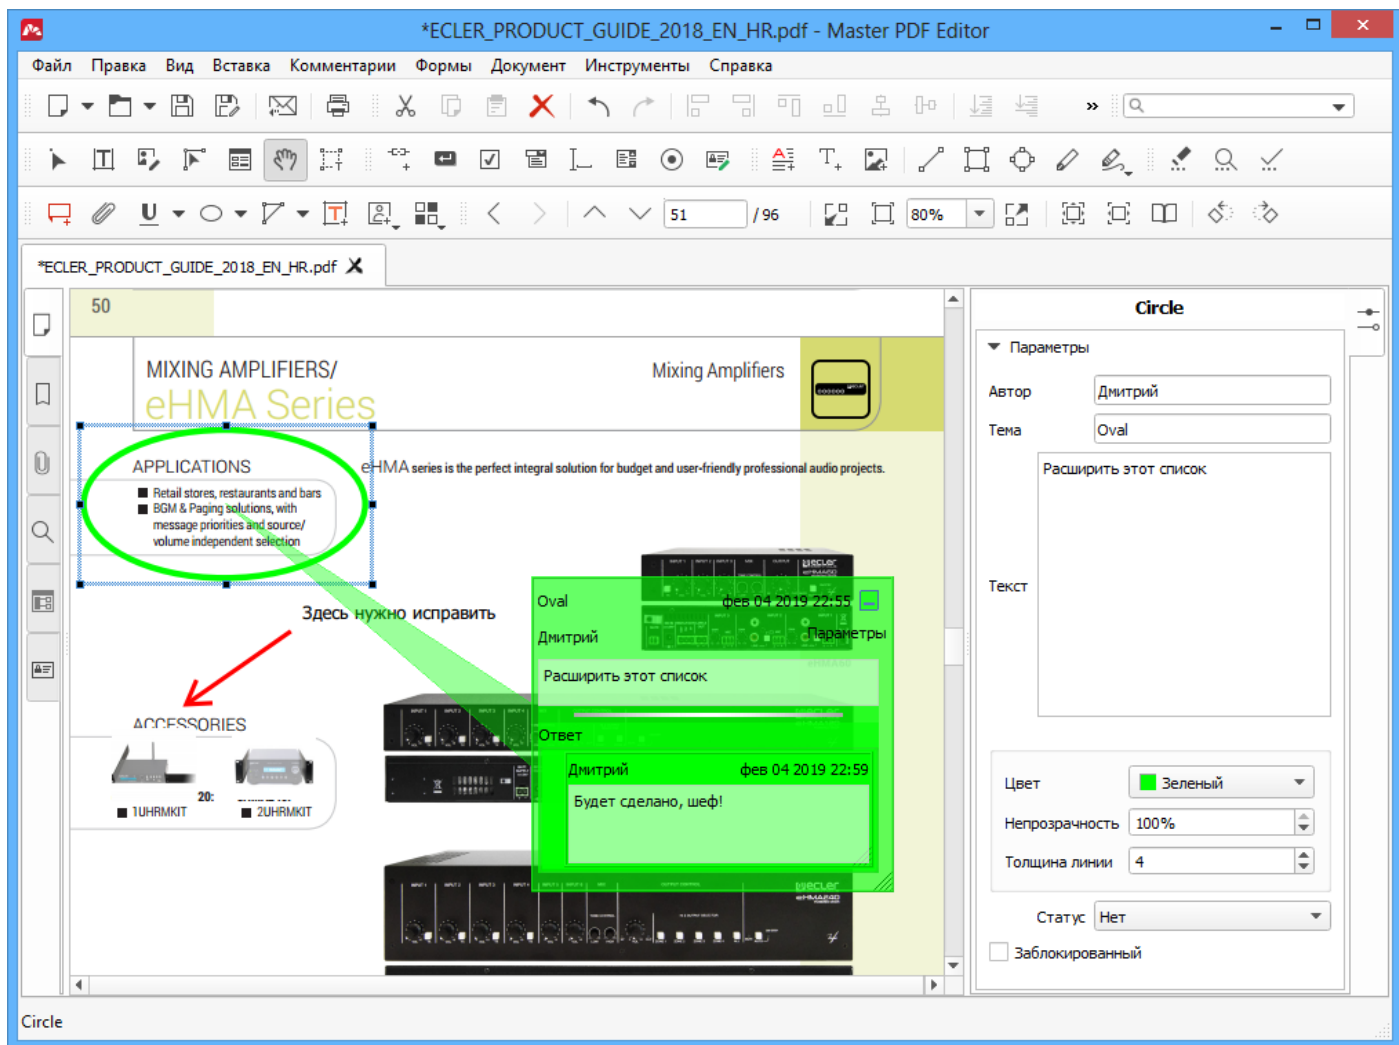 *ECLER_PRODUCT_GUIDE_2018_EN_HR.pdf - Master PDF Editor
Файл Правка Вид Вставка Комментарии Формы Документ Инструменты Справка
51 / 96 80%
*ECLER_PRODUCT_GUIDE_2018_EN_HR.pdf
50
MIXING AMPLIFIERS/
eHMA Series
Mixing Amplifiers
APPLICATIONS
Retail stores, restaurants and bars
BGM & Paging solutions, with
message priorities and source/
volume independent selection
eHMA series is the perfect integral solution for budget and user-friendly professional audio projects.
Здесь нужно исправить
ACCESSORIES
20:
1UHRMKIT
2UHRMKIT
Oval фев 04 2019 22:55
Дмитрий Параметры
Расширить этот список
Ответ
Дмитрий фев 04 2019 22:59
Будет сделано, шеф!
ECLER
eHMA240
Circle
Параметры
Автор Дмитрий
Тема Oval
Текст Расширить этот список
Цвет Зеленый
Непрозрачность 100%
Толщина линии 4
Статус Нет
Заблокированный
Circle